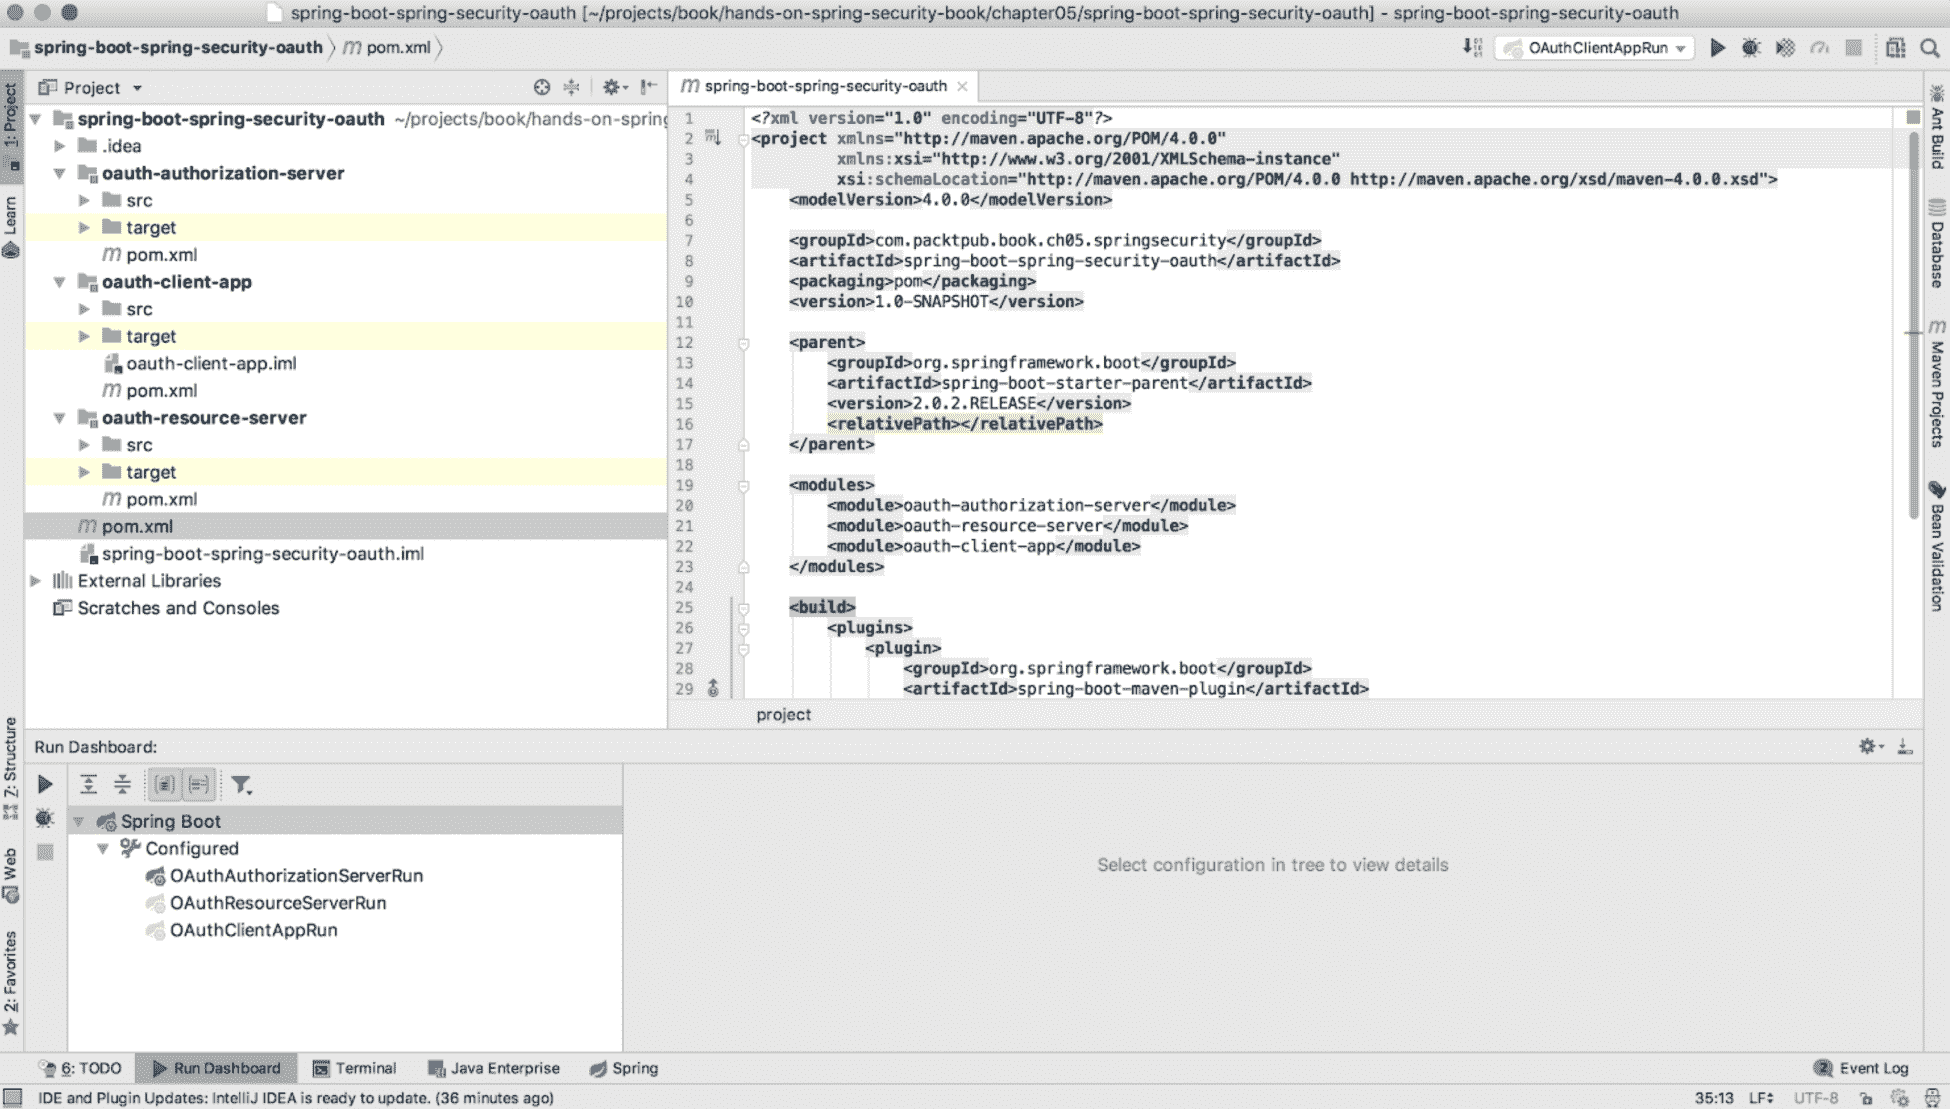 spring-boot-spring-security-oauth [~/projects/book/hands-on-spring-security-book/chapter05/spring-boot-spring-security-oauth] - spring-boot-spring-security-oauth
spring-boot-spring-security-oauth pom.xml
OAuthClientAppRun
1: Project
Learn
Z: Structure
Web
2: Favorites
Project
spring-boot-spring-security-oauth ~/projects/book/hands-on-spring
.idea
oauth-authorization-server
src
target
pom.xml
oauth-client-app
src
target
oauth-client-app.iml
pom.xml
oauth-resource-server
src
target
pom.xml
pom.xml
spring-boot-spring-security-oauth.iml
External Libraries
Scratches and Consoles
spring-boot-spring-security-oauth
1 <?xml version="1.0" encoding="UTF-8"?>
2 <project xmlns="http://maven.apache.org/POM/4.0.0"
3 xmlns:xsi="http://www.w3.org/2001/XMLSchema-instance"
4 xsi:schemaLocation="http://maven.apache.org/POM/4.0.0 http://maven.apache.org/xsd/maven-4.0.0.xsd">
5 <modelVersion>4.0.0</modelVersion>
6
7 <groupId>com.packtpub.book.ch05.springsecurity</groupId>
8 <artifactId>spring-boot-spring-security-oauth</artifactId>
9 <packaging>pom</packaging>
10 <version>1.0-SNAPSHOT</version>
11
12 <parent>
13 <groupId>org.springframework.boot</groupId>
14 <artifactId>spring-boot-starter-parent</artifactId>
15 <version>2.0.2.RELEASE</version>
16 <relativePath></relativePath>
17 </parent>
18
19 <modules>
20 <module>oauth-authorization-server</module>
21 <module>oauth-resource-server</module>
22 <module>oauth-client-app</module>
23 </modules>
24
25 <build>
26 <plugins>
27 <plugin>
28 <groupId>org.springframework.boot</groupId>
29 <artifactId>spring-boot-maven-plugin</artifactId>
project
Ant Build
Database
Maven Projects
Bean Validation
Run Dashboard:
Spring Boot
Configured
OAuthAuthorizationServerRun
OAuthResourceServerRun
OAuthClientAppRun
Select configuration in tree to view details
6: TODO Run Dashboard Terminal Java Enterprise Spring 2 Event Log
IDE and Plugin Updates: IntelliJ IDEA is ready to update. (36 minutes ago) 35:13 LF UTF-8